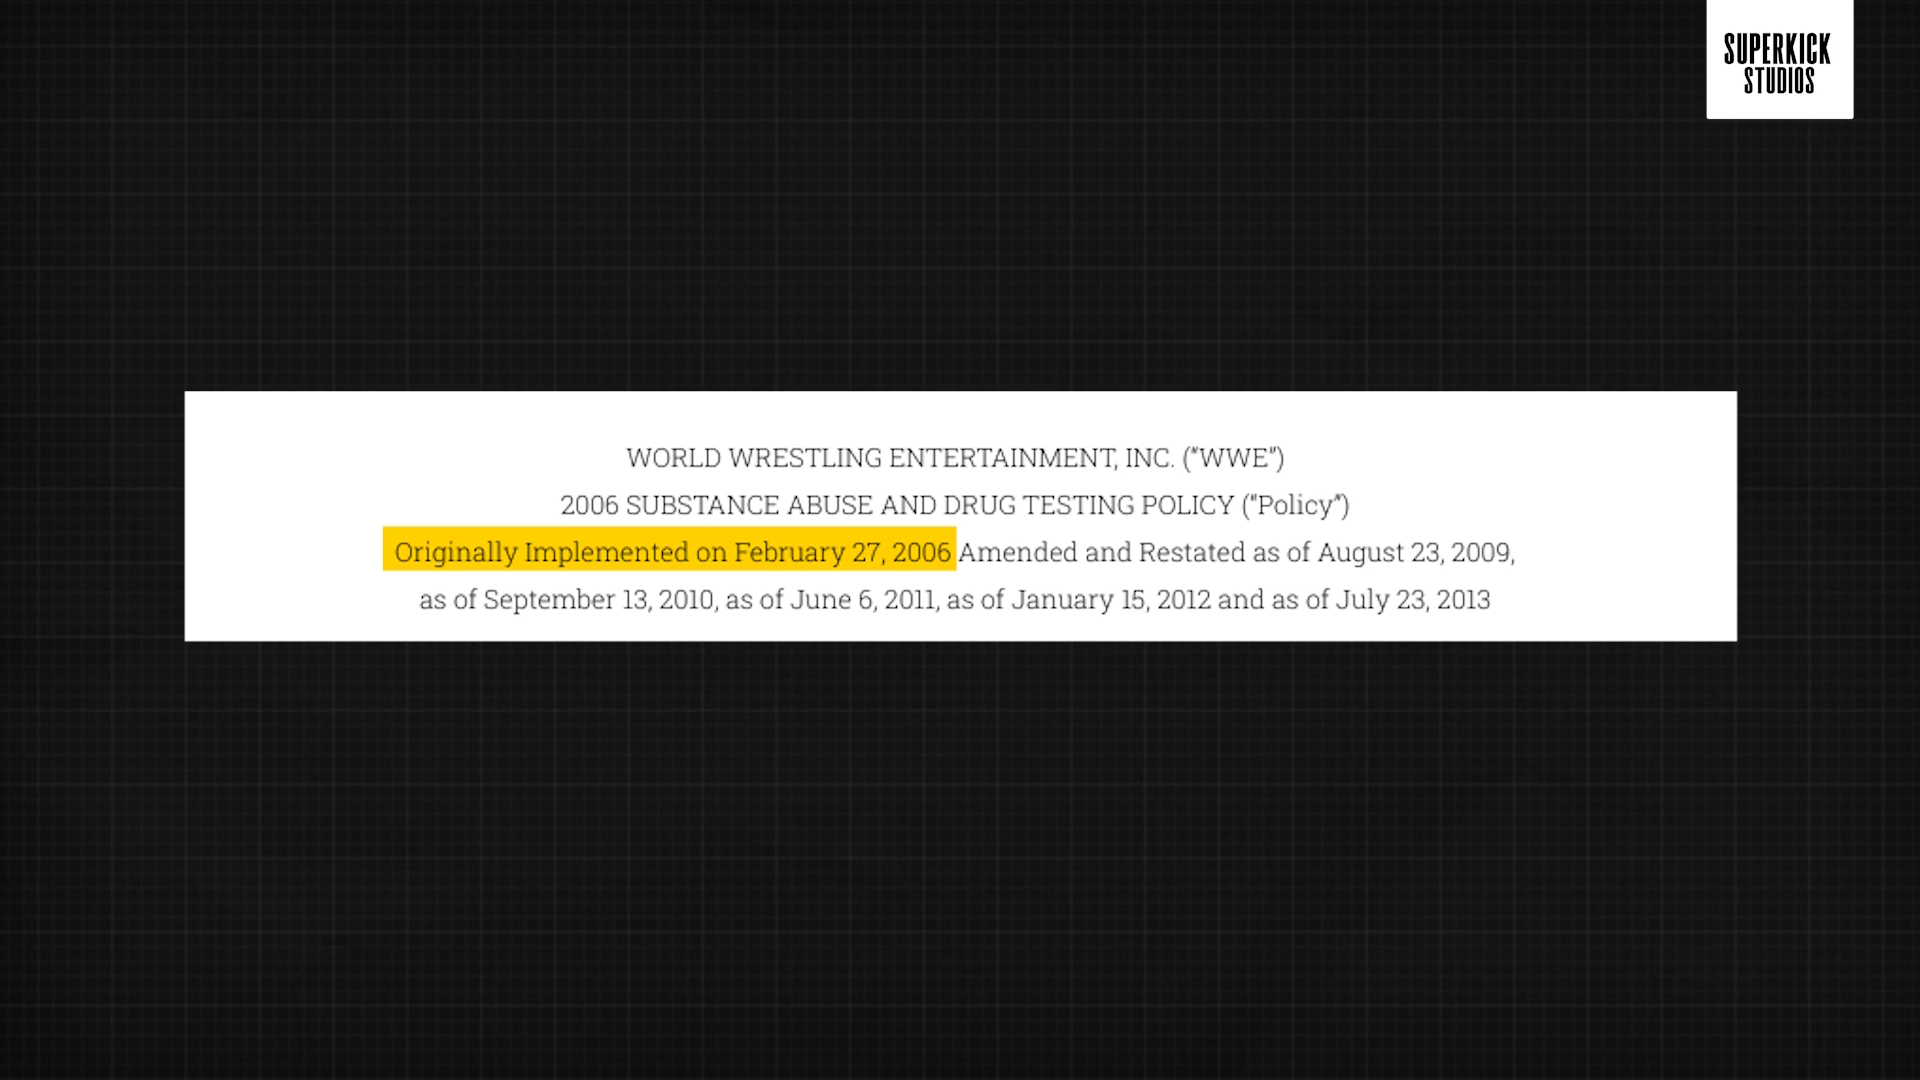 SUPERKICK
STUDIOS
WORLD WRESTLING ENTERTAINMENT, INC. ("WWE")
2006 SUBSTANCE ABUSE AND DRUG TESTING POLICY ("Policy")
Originally Implemented on February 27, 2006 Amended and Restated as of August 23, 2009,
as of September 13, 2010, as of June 6, 2011, as of January 15, 2012 and as of July 23, 2013